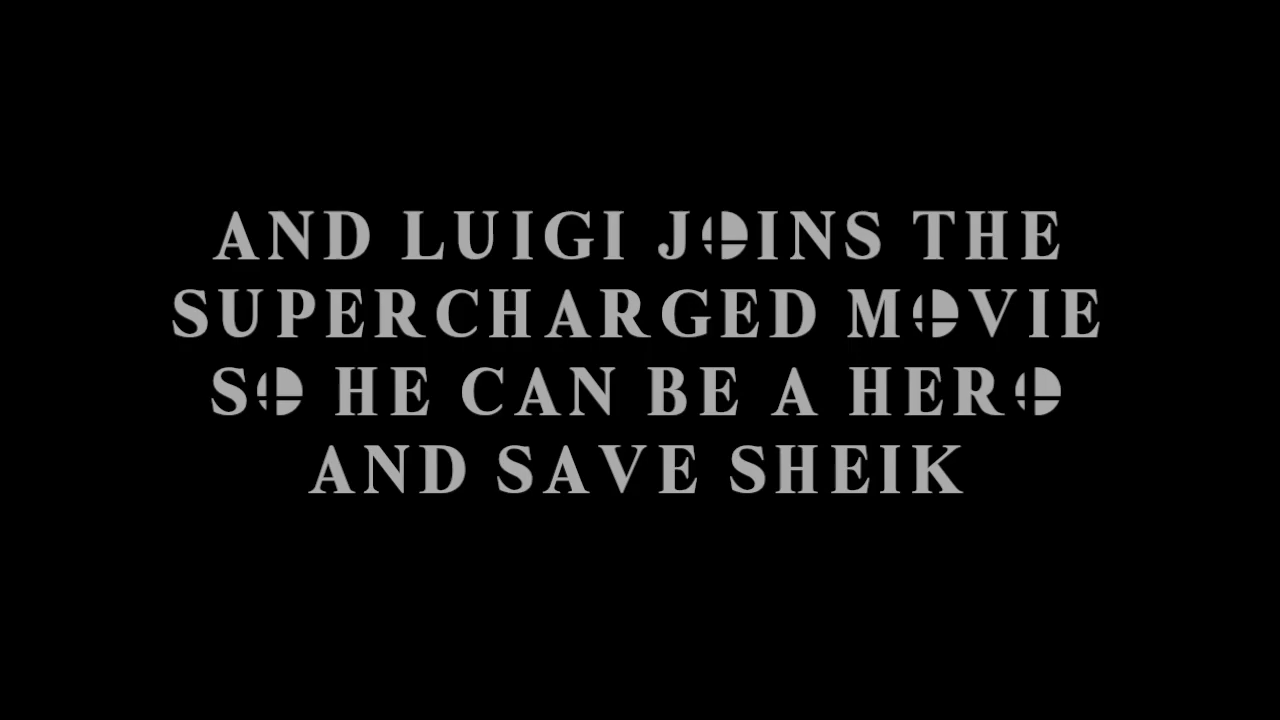 AND LUIGI JOINS THE
SUPERCHARGED MOVIE
SO HE CAN BE A HERO
AND SAVE SHEIK